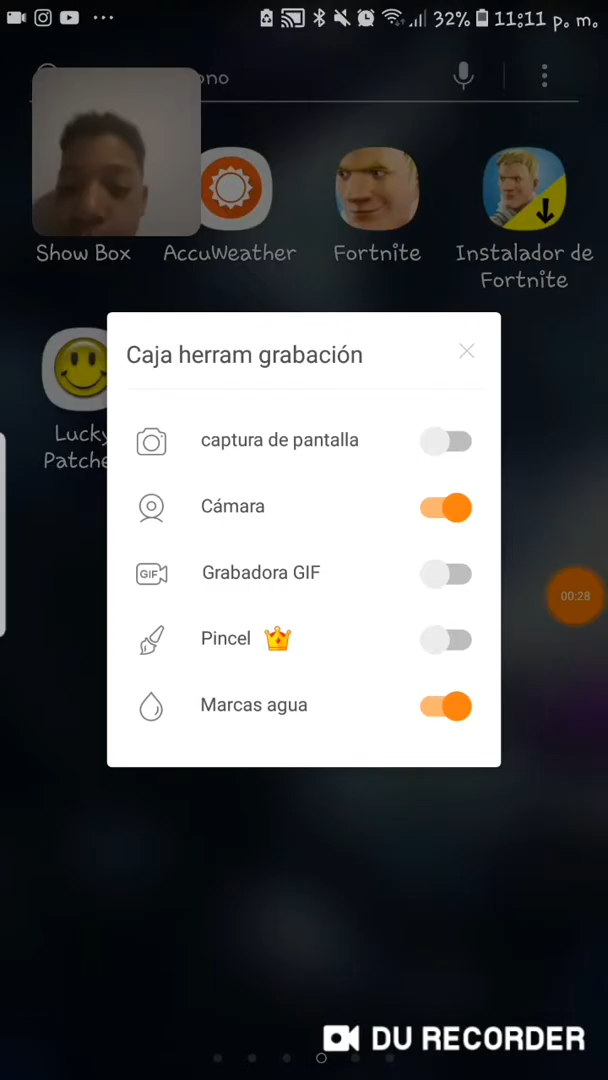 32% 11:11 p. m.
ono
Show Box
AccuWeather
Fortnite
Instalador de
Fortnite
Lucky
Patche
Caja herram grabación
captura de pantalla
Cámara
GIF
Grabadora GIF
Pincel
Marcas agua
00:28
DU RECORDER